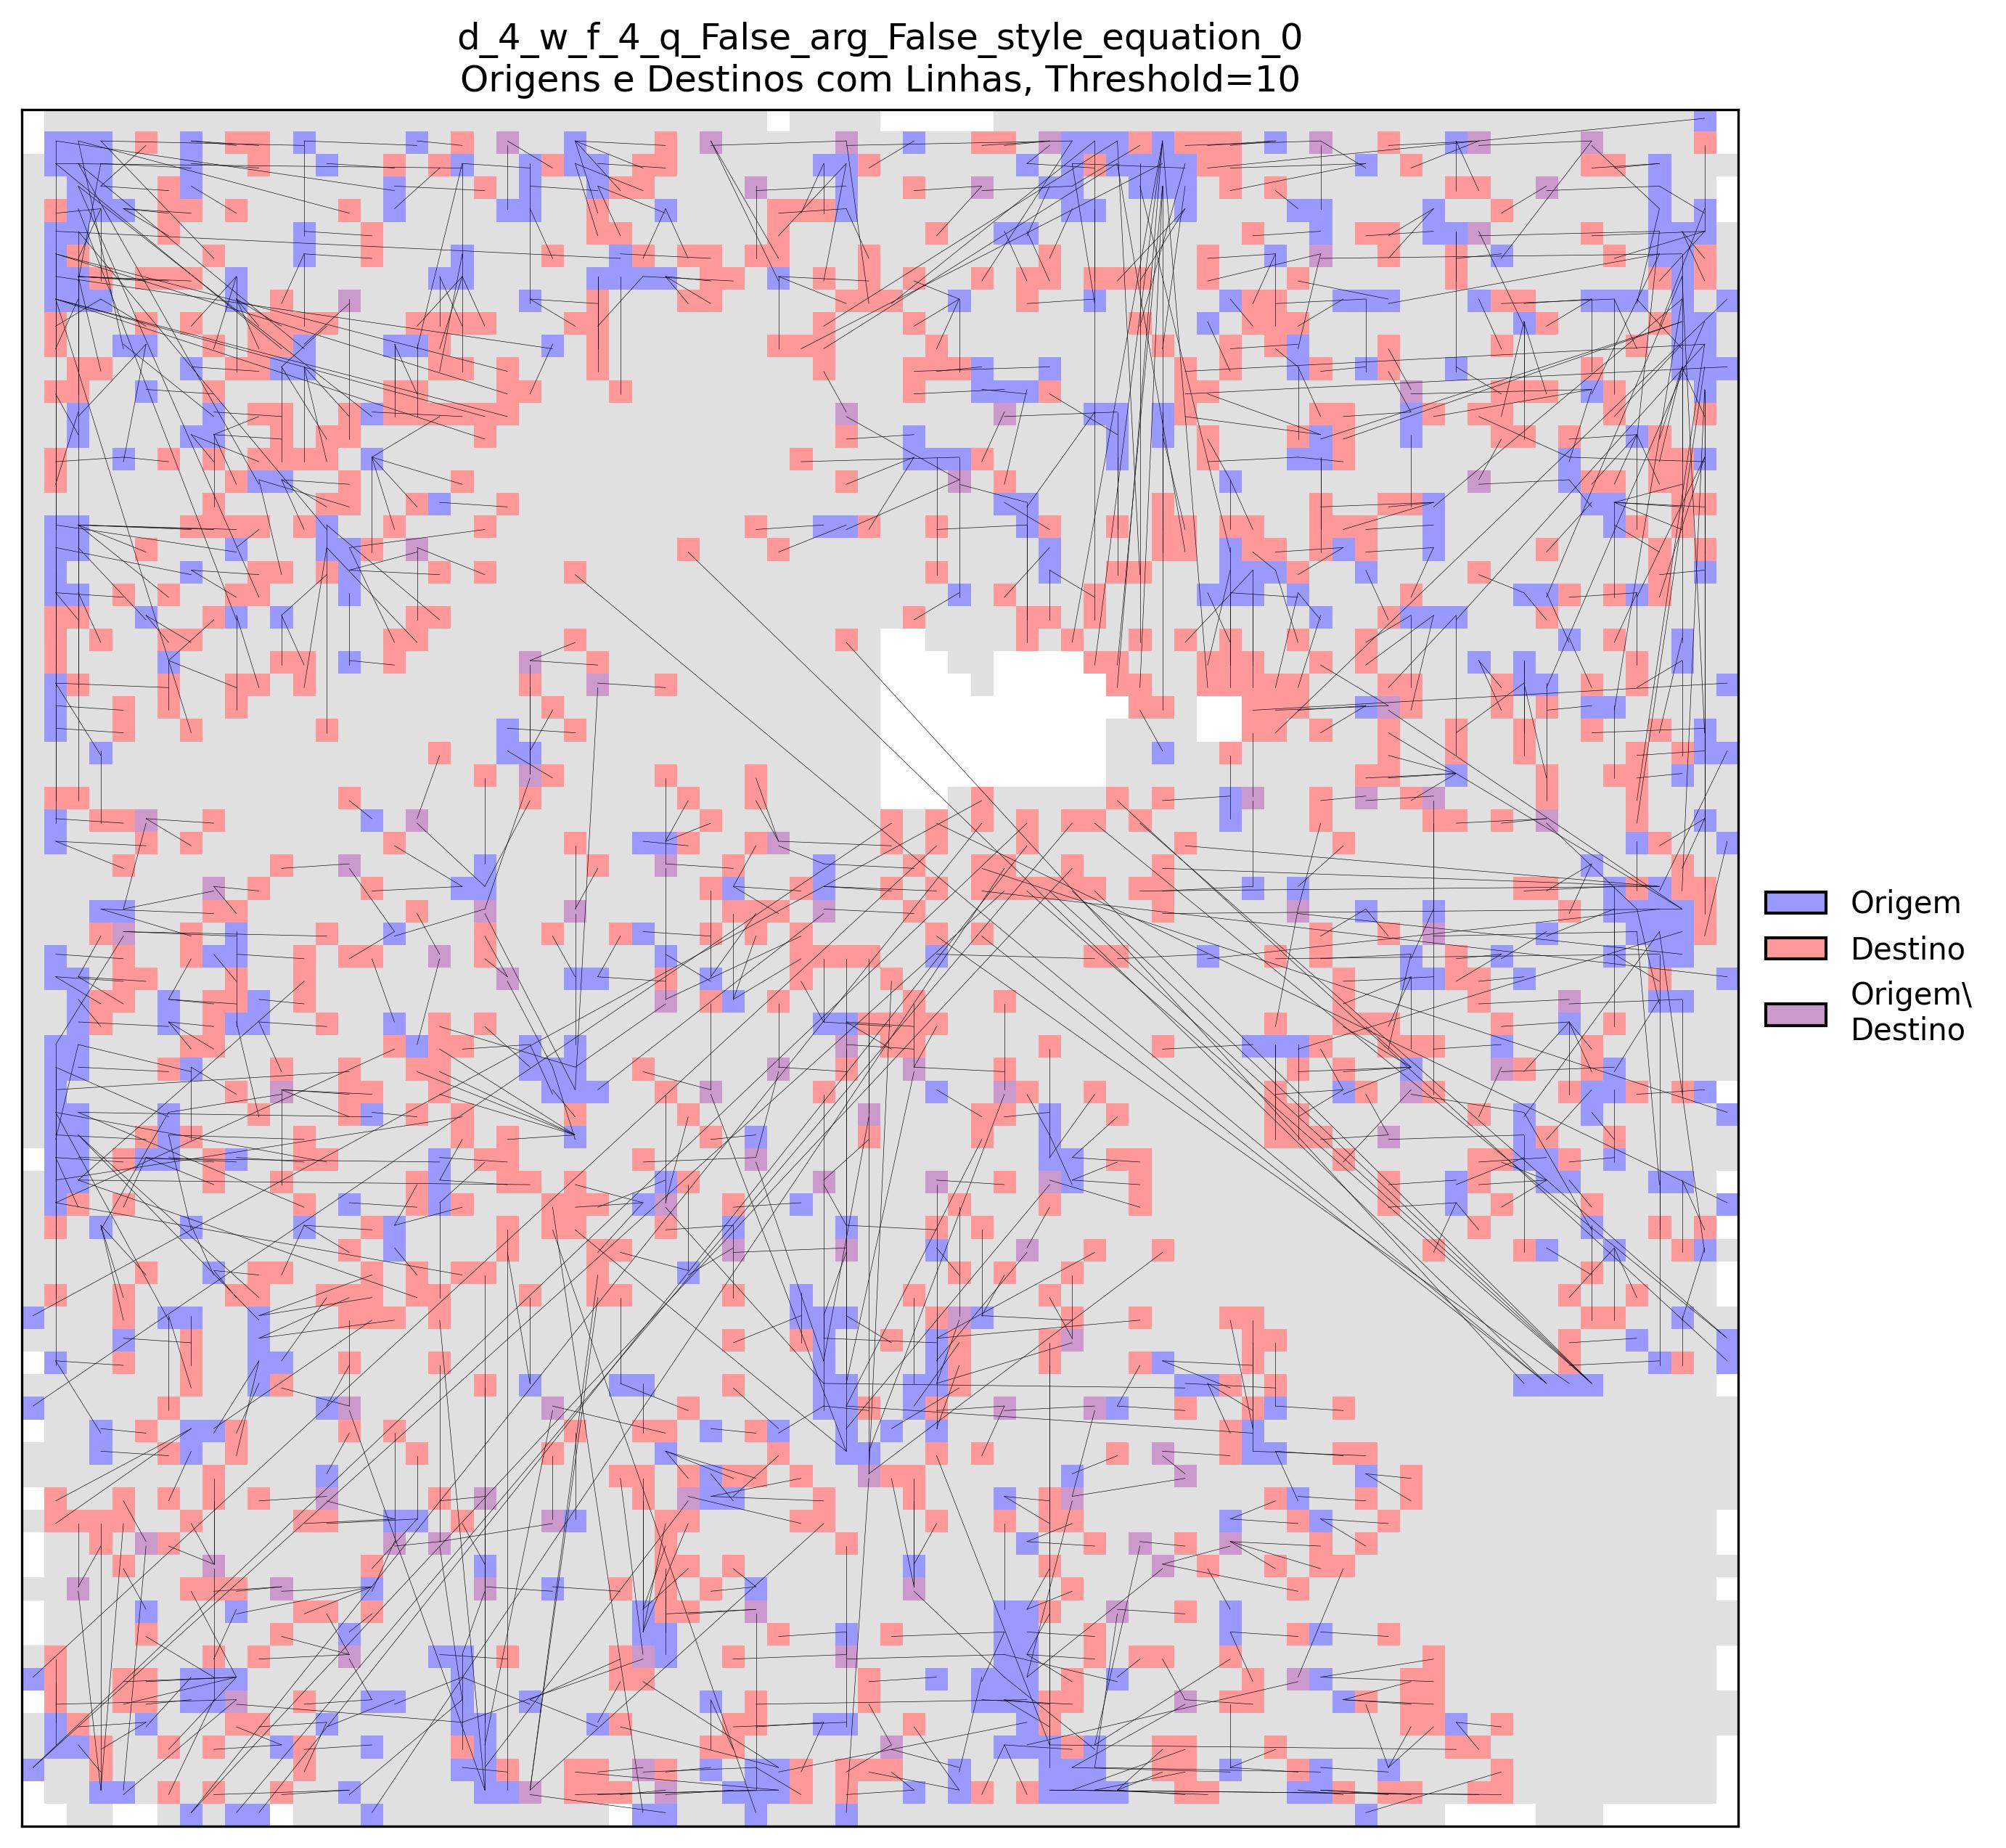 d_4_w_f_4_q_False_arg_False_style_equation_0
Origens e Destinos com Linhas, Threshold=10
Origem
Destino
Origem\
Destino